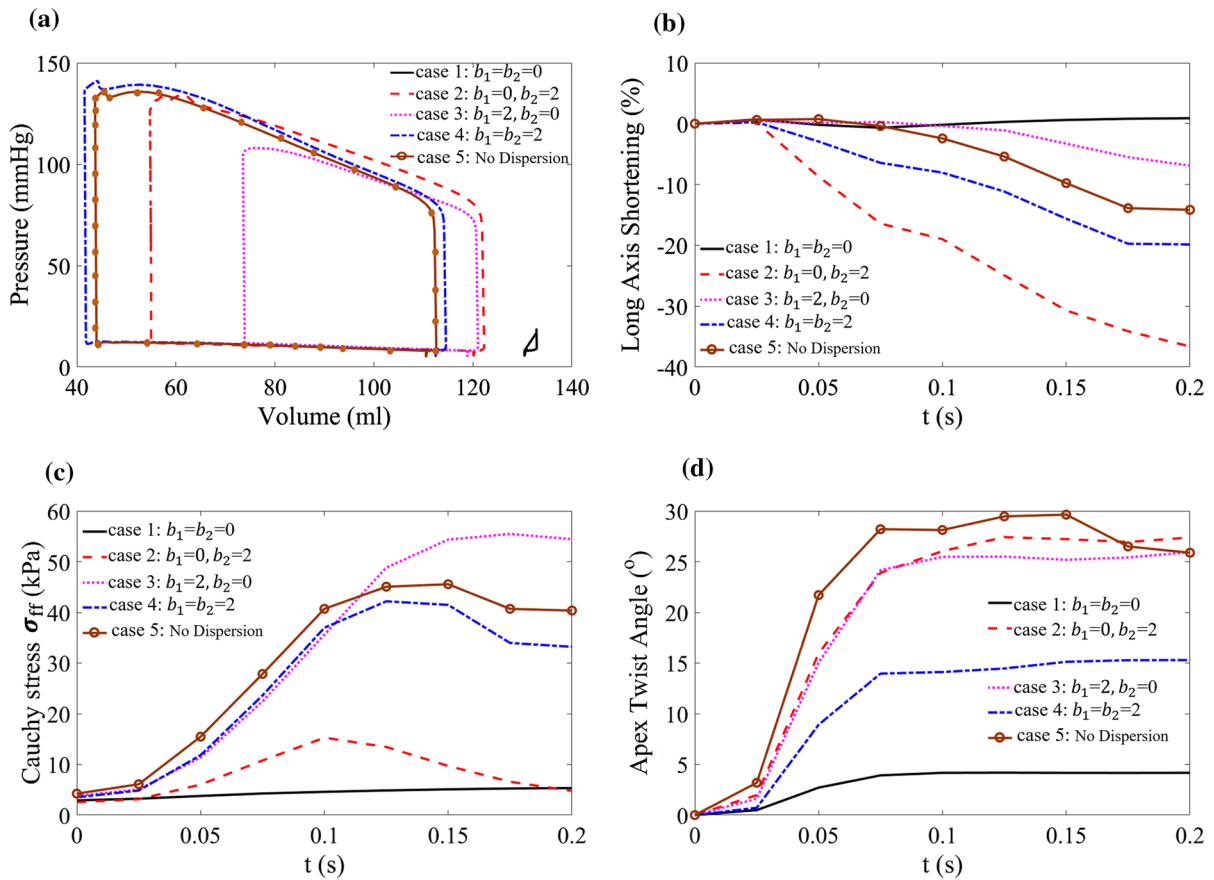 (a)
Pressure (mmHg)
150
100
50
0
case 1: b₁=b₂=0
case 2: b₁=0, b₂=2
case 3: b₁=2, b₂=0
case 4: b₁=b₂=2
case 5: No Dispersion
40 60 80 100 120 140
Volume (ml)
(b)
Long Axis Shortening (%)
10
0
-10
-20
-30
-40
case 1: b₁=b₂=0
case 2: b₁=0, b₂=2
case 3: b₁=2, b₂=0
case 4: b₁=b₂=2
case 5: No Dispersion
0 0.05 0.1 0.15 0.2
t (s)
(c)
Cauchy stress σff (kPa)
60
50
40
30
20
10
0
case 1: b₁=b₂=0
case 2: b₁=0, b₂=2
case 3: b₁=2, b₂=0
case 4: b₁=b₂=2
case 5: No Dispersion
0 0.05 0.1 0.15 0.2
t (s)
(d)
Apex Twist Angle (°)
30
25
20
15
10
5
0
case 1: b₁=b₂=0
case 2: b₁=0, b₂=2
case 3: b₁=2, b₂=0
case 4: b₁=b₂=2
case 5: No Dispersion
0 0.05 0.1 0.15 0.2
t (s)